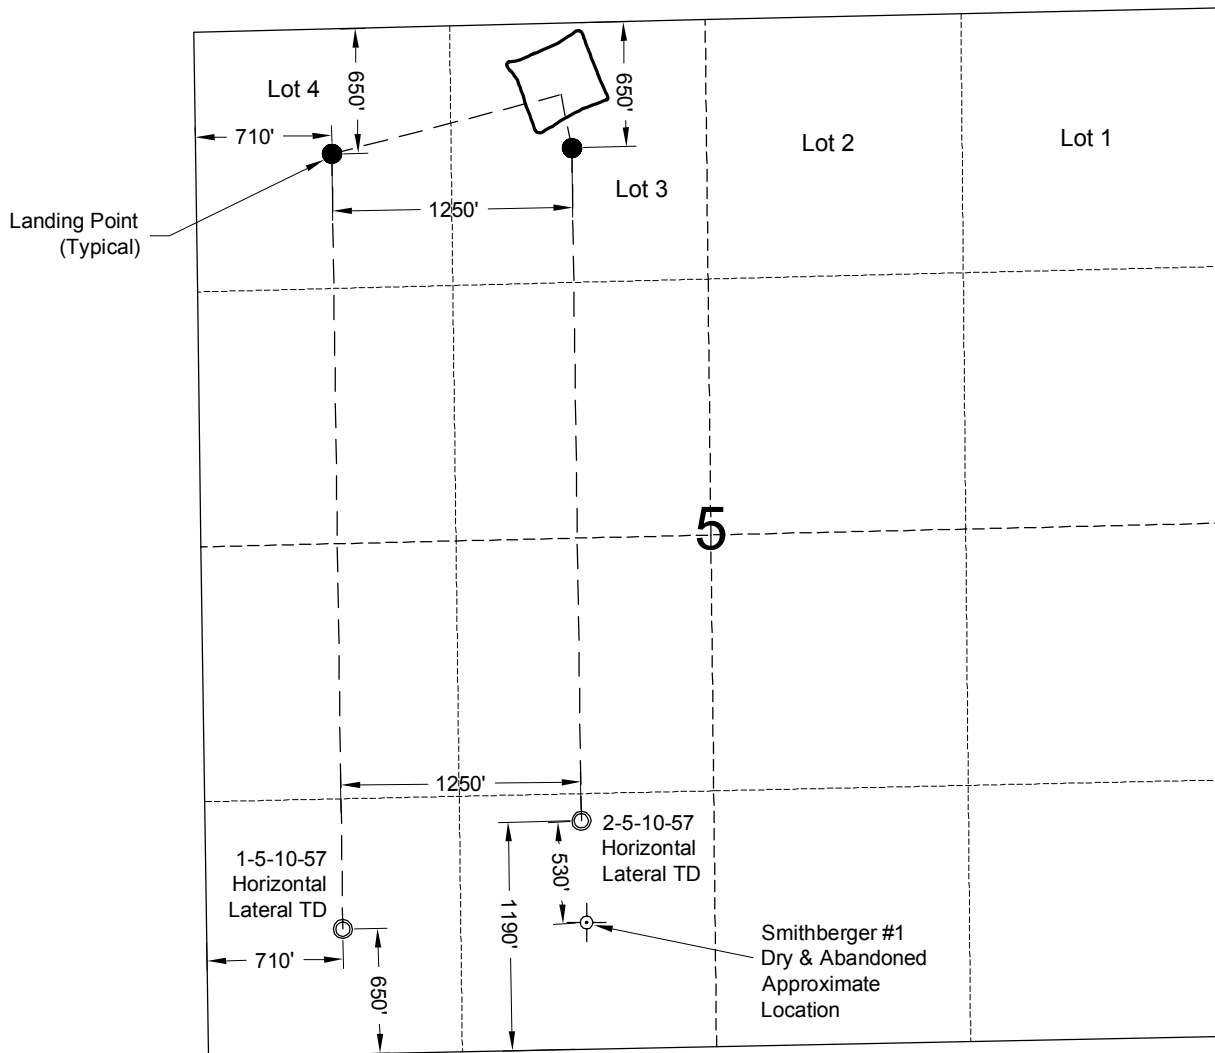 Lot 4
650'
650'
710'
Lot 2
Lot 1
Lot 3
1250'
Landing Point
(Typical)
5
1250'
2-5-10-57
Horizontal
Lateral TD
530'
1-5-10-57
Horizontal
Lateral TD
1190'
710'
650'
Smithberger #1
Dry & Abandoned
Approximate
Location